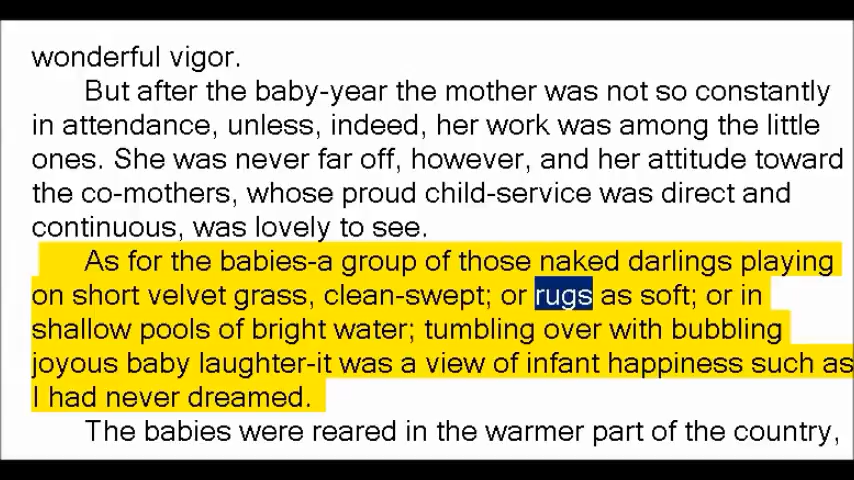 wonderful vigor.
But after the baby-year the mother was not so constantly
in attendance, unless, indeed, her work was among the little
ones. She was never far off, however, and her attitude toward
the co-mothers, whose proud child-service was direct and
continuous, was lovely to see.
As for the babies-a group of those naked darlings playing
on short velvet grass, clean-swept; or rugs as soft; or in
shallow pools of bright water; tumbling over with bubbling
joyous baby laughter-it was a view of infant happiness such as
I had never dreamed.
The babies were reared in the warmer part of the country,